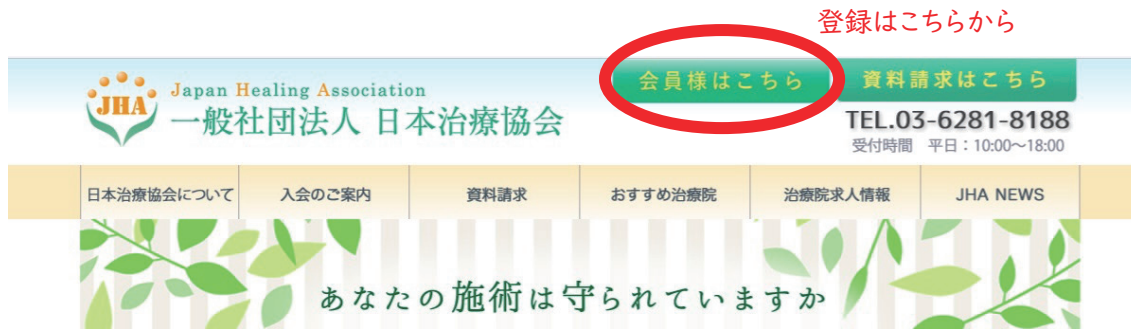 登録はこちらから
会員様はこちら
資料請求はこちら
JHA
Japan Healing Association
一般社団法人 日本治療協会
TEL.03-6281-8188
受付時間 平日：10:00～18:00
日本治療協会について
入会のご案内
資料請求
おすすめ治療院
治療院求人情報
JHA NEWS
あなたの施術は守られていますか